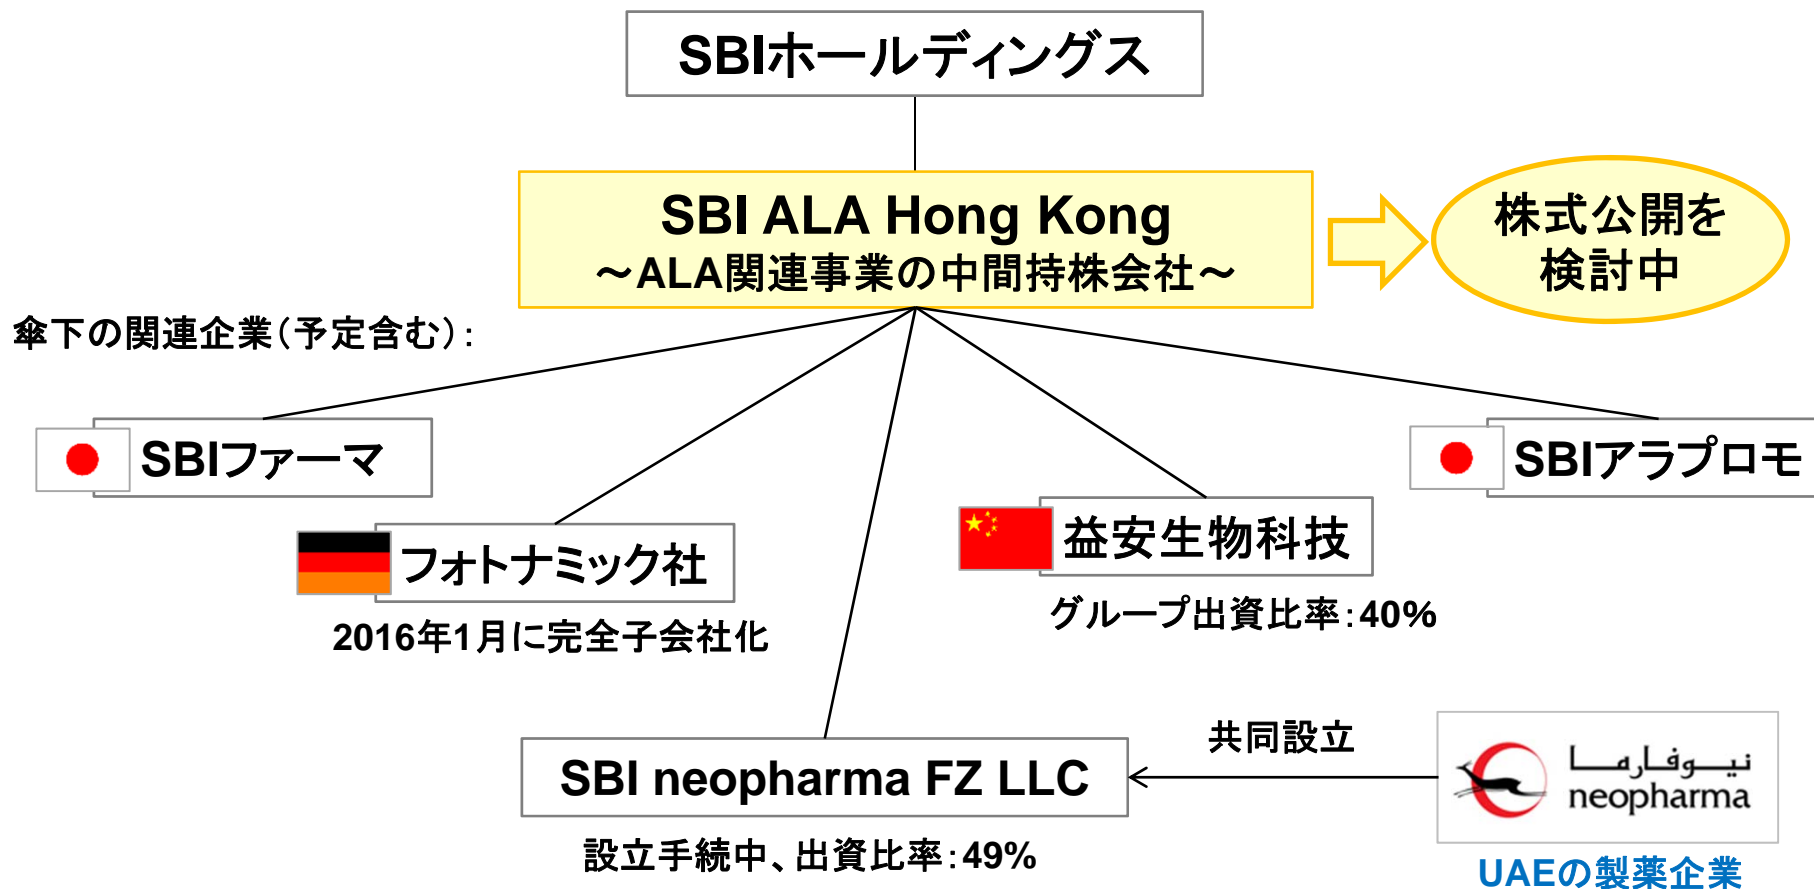 SBIホールディングス
SBI ALA Hong Kong
～ALA関連事業の中間持株会社～
株式公開を
検討中
傘下の関連企業（予定含む）：
SBIファーマ
SBIアラプロモ
フォトナミック社
2016年1月に完全子会社化
益安生物科技
グループ出資比率：40%
SBI neopharma FZ LLC
設立手続中、出資比率：49%
共同設立
نيوفارما
neopharma
UAEの製薬企業